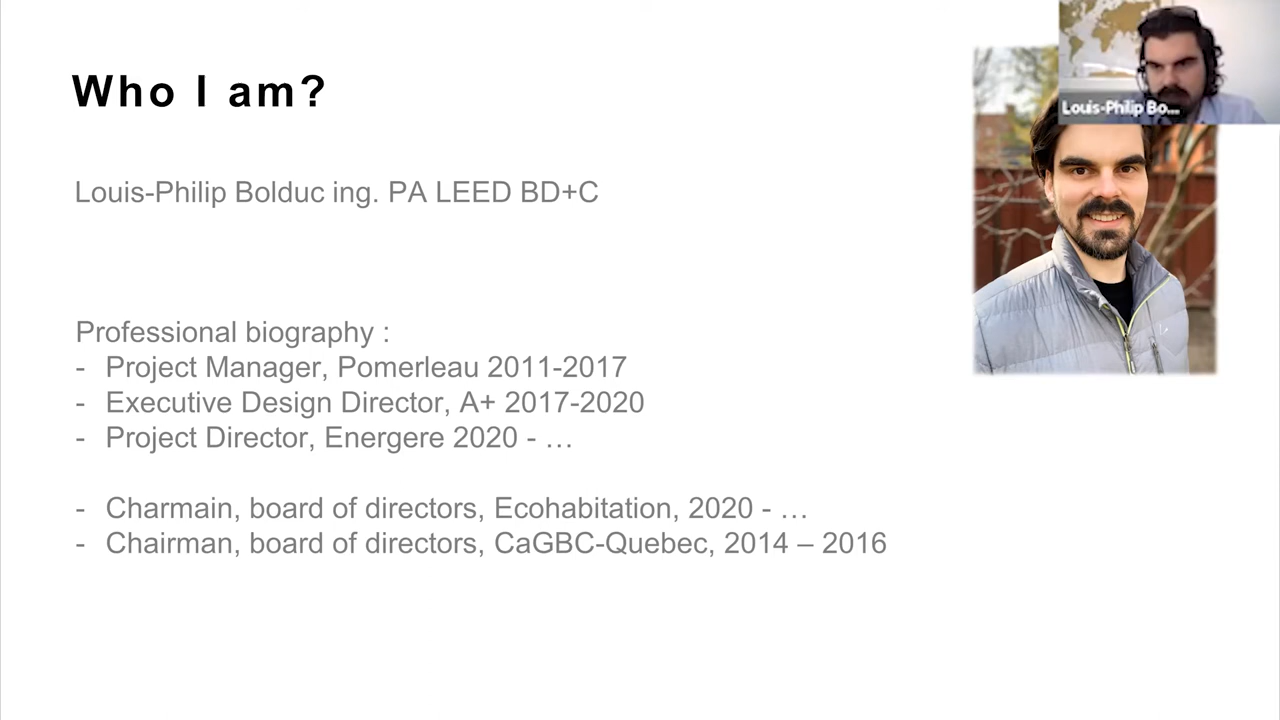 Who I am?
Louis-Philip Bo...
Louis-Philip Bolduc ing. PA LEED BD+C
Professional biography :
- Project Manager, Pomerleau 2011-2017
- Executive Design Director, A+ 2017-2020
- Project Director, Energere 2020 - …
- Charmain, board of directors, Ecohabitation, 2020 - …
- Chairman, board of directors, CaGBC-Quebec, 2014 – 2016